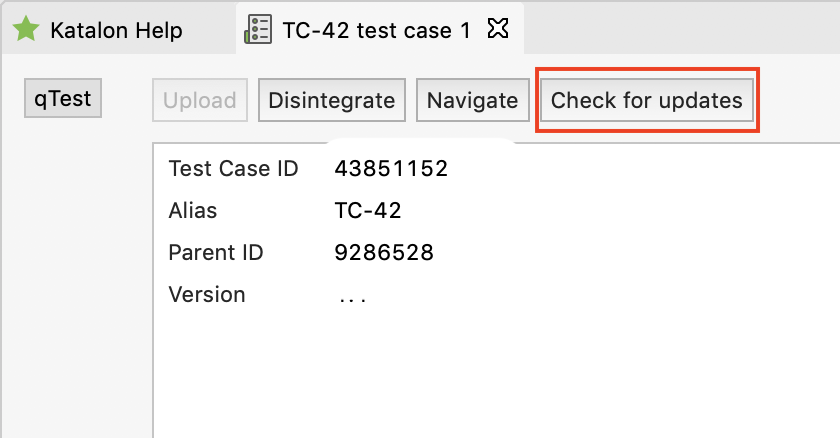 Katalon Help TC-42 test case 1
qTest Upload Disintegrate Navigate Check for updates
Test Case ID 43851152
Alias TC-42
Parent ID 9286528
Version ...